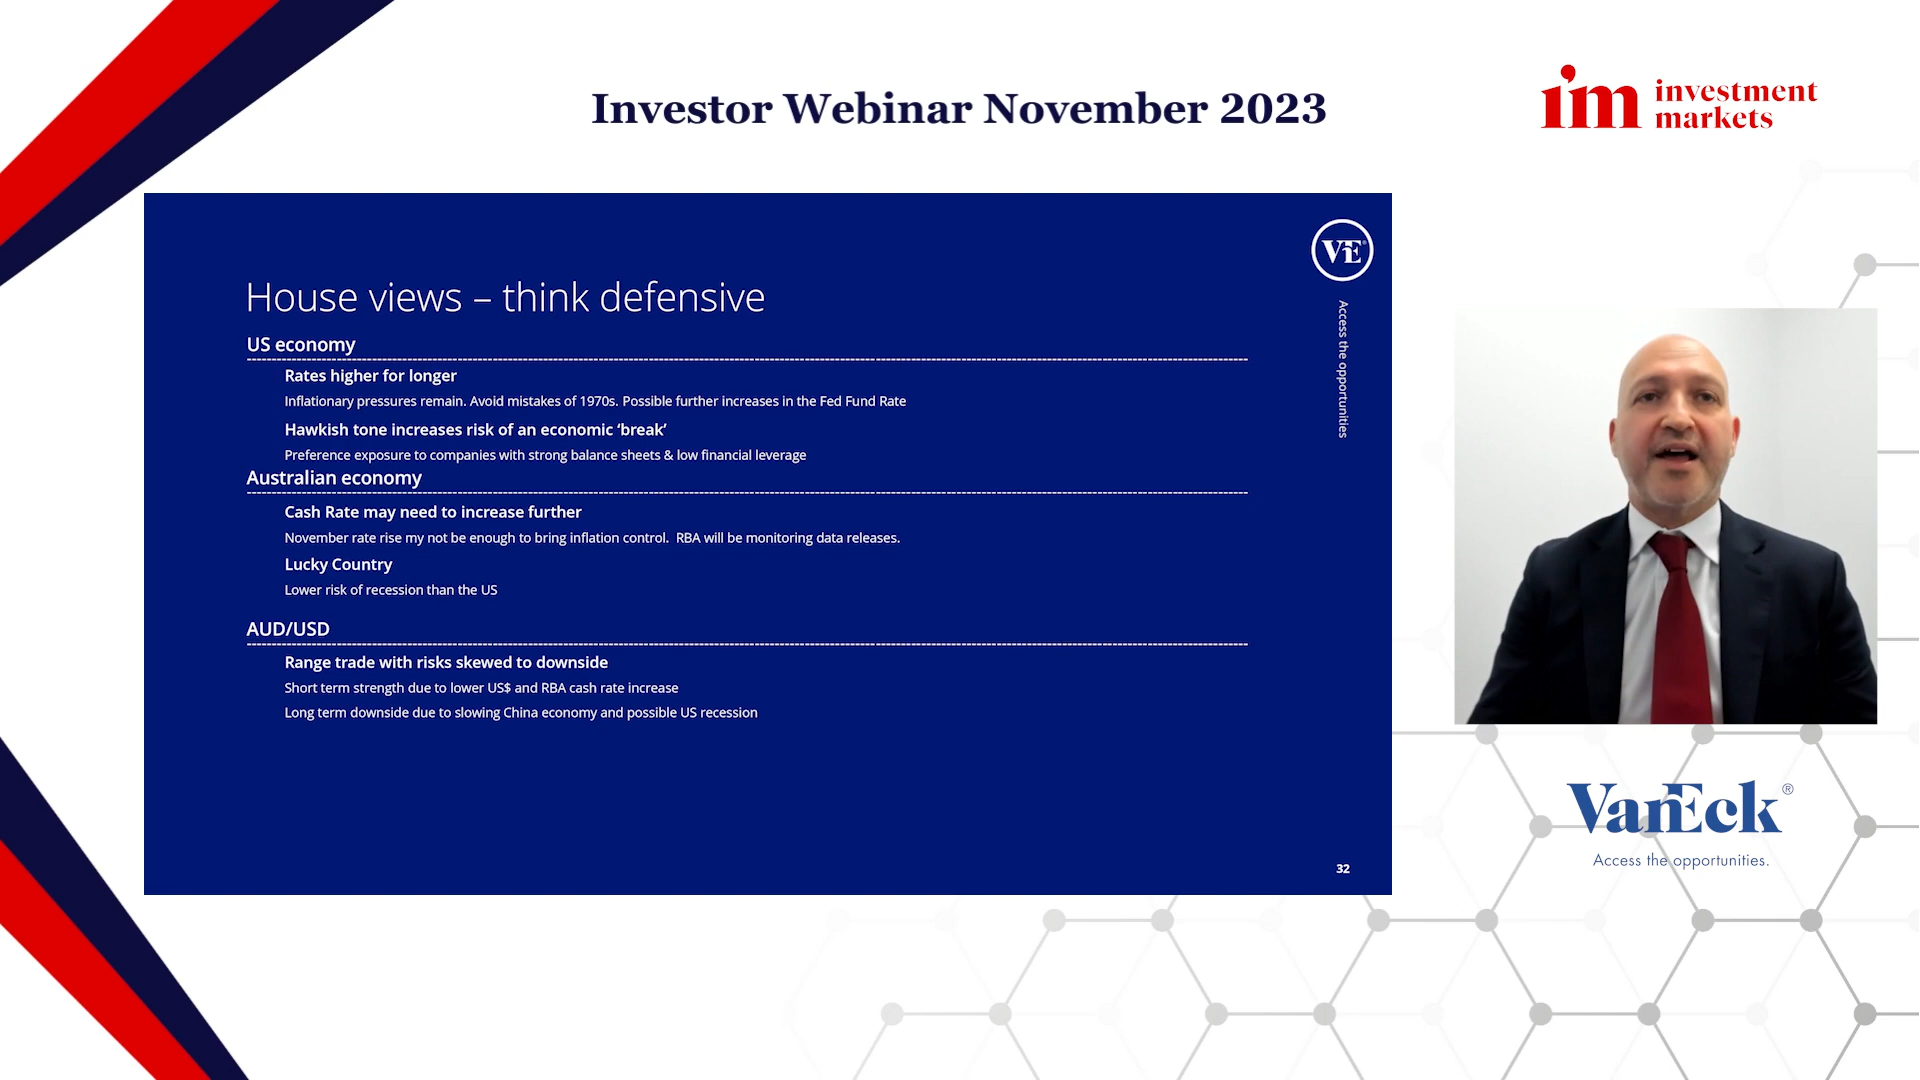 Investor Webinar November 2023
im investment
markets
VE
Access the opportunities
House views – think defensive
US economy
Rates higher for longer
Inflationary pressures remain. Avoid mistakes of 1970s. Possible further increases in the Fed Fund Rate
Hawkish tone increases risk of an economic ‘break’
Preference exposure to companies with strong balance sheets & low financial leverage
Australian economy
Cash Rate may need to increase further
November rate rise my not be enough to bring inflation control. RBA will be monitoring data releases.
Lucky Country
Lower risk of recession than the US
AUD/USD
Range trade with risks skewed to downside
Short term strength due to lower US$ and RBA cash rate increase
Long term downside due to slowing China economy and possible US recession
32
VanEck®
Access the opportunities.